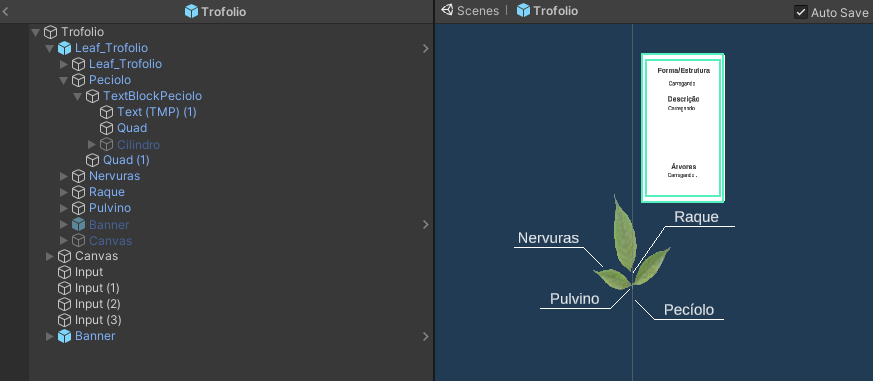 Trofolio
Scenes
Trofolio
Auto Save
Trofolio
Leaf_Trofolio
Leaf_Trofolio
Peciolo
TextBlockPeciolo
Text (TMP) (1)
Quad
Cilindro
Quad (1)
Nervuras
Raque
Pulvino
Banner
Canvas
Canvas
Input
Input (1)
Input (2)
Input (3)
Banner
Forma/Estrutura
Carregando
Descrição
Carregando
Árvores
Carregando .
Raque
Nervuras
Pulvino
Pecíolo